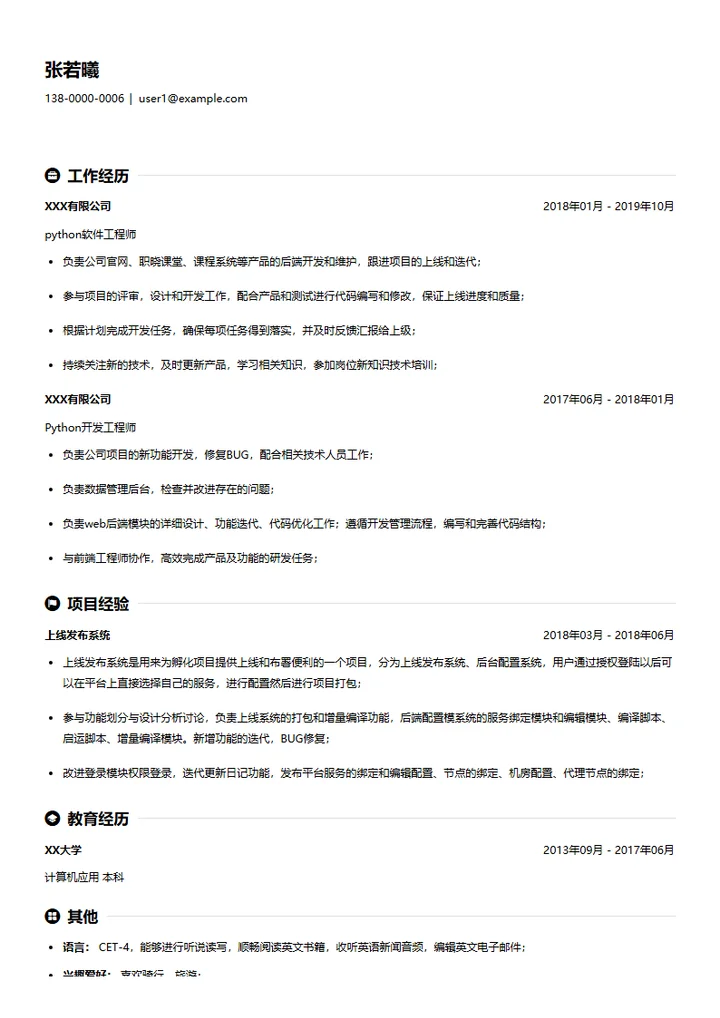 张若曦
138-0000-0006 | user1@example.com
工作经历
XXX有限公司 2018年01月 - 2019年10月
python软件工程师
• 负责公司官网、职晓课堂、课程系统等产品的后端开发和维护，跟进项目的上线和迭代；
• 参与项目的评审，设计和开发工作，配合产品和测试进行代码编写和修改，保证上线进度和质量；
• 根据计划完成开发任务，确保每项任务得到落实，并及时反馈汇报给上级；
• 持续关注新的技术，及时更新产品，学习相关知识，参加岗位新知识技术培训；
XXX有限公司 2017年06月 - 2018年01月
Python开发工程师
• 负责公司项目的新功能开发，修复BUG，配合相关技术人员工作；
• 负责数据管理后台，检查并改进存在的问题；
• 负责web后端模块的详细设计、功能迭代、代码优化工作；遵循开发管理流程，编写和完善代码结构；
• 与前端工程师协作，高效完成产品及功能的研发任务；
项目经验
上线发布系统 2018年03月 - 2018年06月
• 上线发布系统是用来为孵化项目提供上线和布署便利的一个项目，分为上线发布系统、后台配置系统，用户通过授权登陆以后可
以在平台上直接选择自己的服务，进行配置然后进行项目打包；
• 参与功能划分与设计分析讨论，负责上线系统的打包和增量编译功能，后端配置模系统的服务绑定模块和编辑模块、编译脚本、
启运脚本、增量编译模块。新增功能的迭代，BUG修复；
• 改进登录模块权限登录，迭代更新日记功能，发布平台服务的绑定和编辑配置、节点的绑定、机房配置、代理节点的绑定；
教育经历
XX大学 2013年09月 - 2017年06月
计算机应用 本科
其他
• 语言： CET-4，能够进行听说读写，顺畅阅读英文书籍，收听英语新闻音频，编辑英文电子邮件；
• 兴趣爱好： 喜欢骑行、旅游；